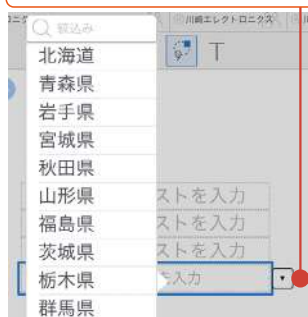 川崎エレクトロニクス
絞込み
T
北海道
青森県
岩手県
宮城県
秋田県
山形県
ストを入力
福島県
ストを入力
茨城県
ストを入力
栃木県
を入力
群馬県